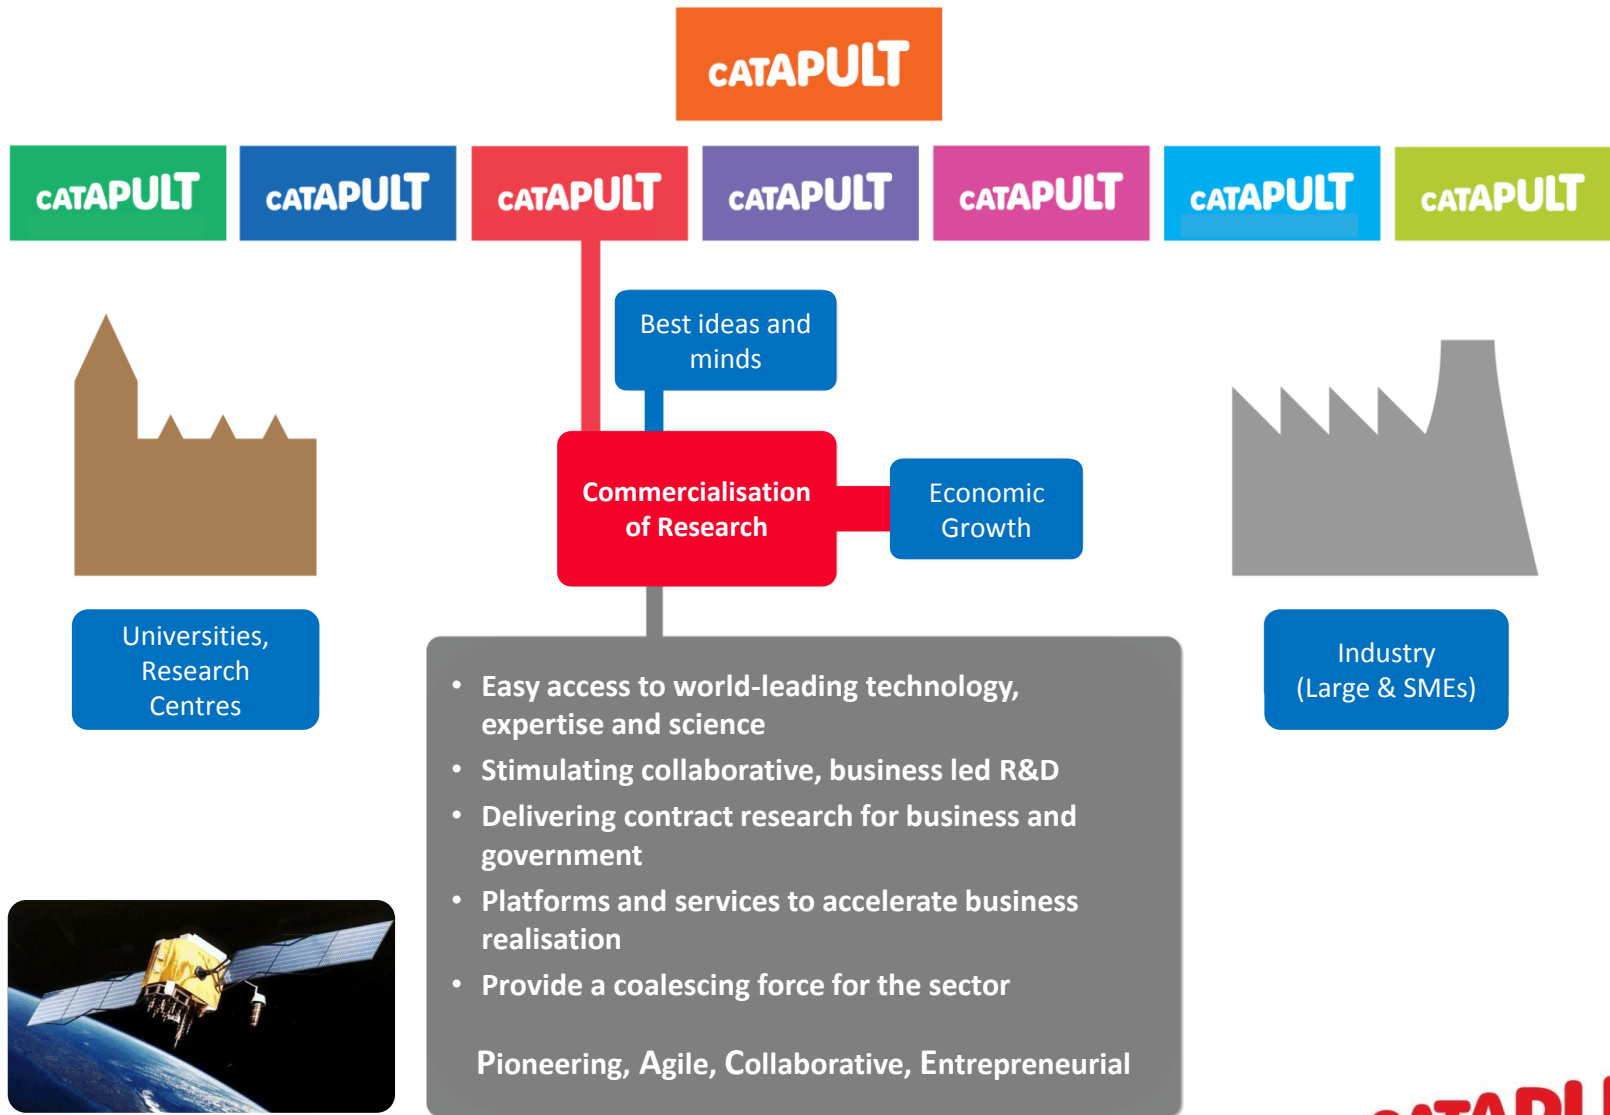 CATAPULT
CATAPULT
CATAPULT
CATAPULT
CATAPULT
CATAPULT
CATAPULT
CATAPULT
Best ideas and
minds
Commercialisation
of Research
Economic
Growth
Universities,
Research
Centres
Industry
(Large & SMEs)
• Easy access to world-leading technology,
expertise and science
• Stimulating collaborative, business led R&D
• Delivering contract research for business and
government
• Platforms and services to accelerate business
realisation
• Provide a coalescing force for the sector
Pioneering, Agile, Collaborative, Entrepreneurial